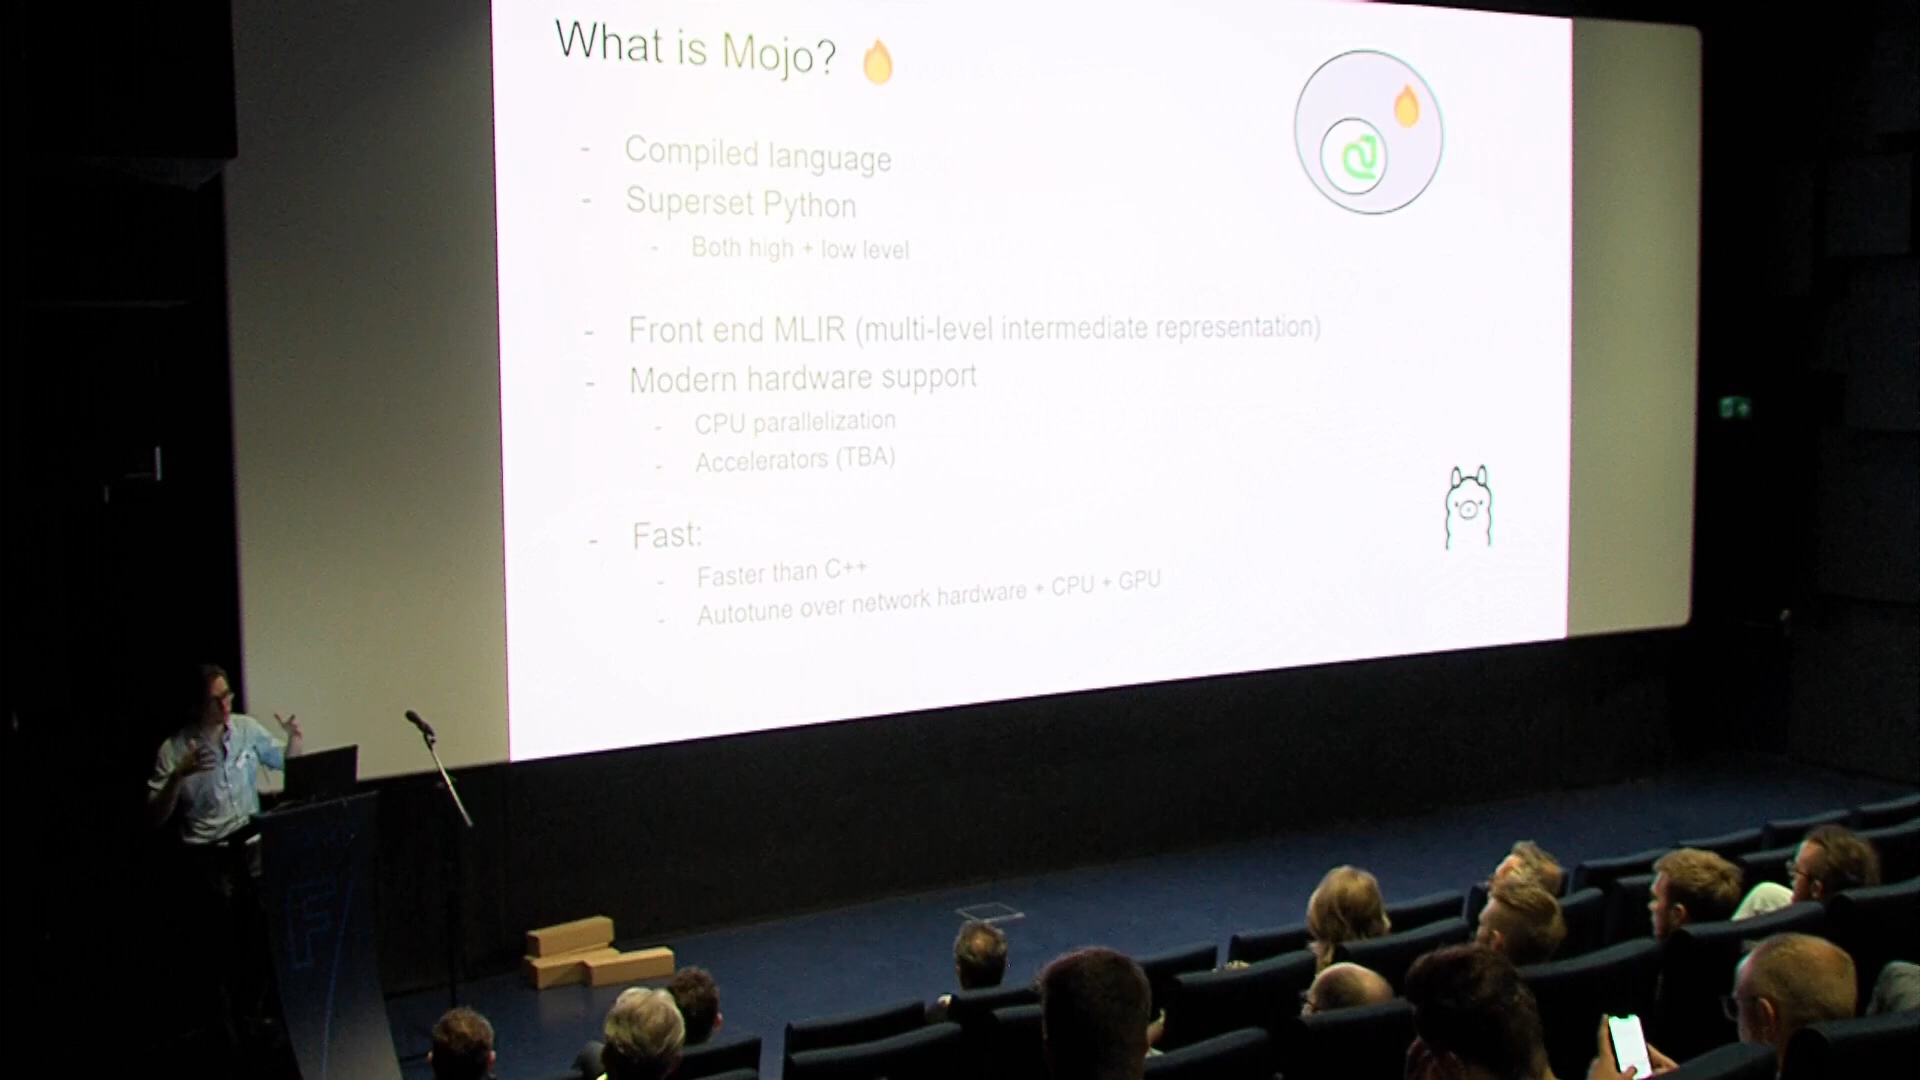 What is Mojo? 🔥
- Compiled language
- Superset Python
- Both high + low level
- Front end MLIR (multi-level intermediate representation)
- Modern hardware support
- CPU parallelization
- Accelerators (TBA)
- Fast:
- Faster than C++
- Autotune over network hardware + CPU + GPU
F